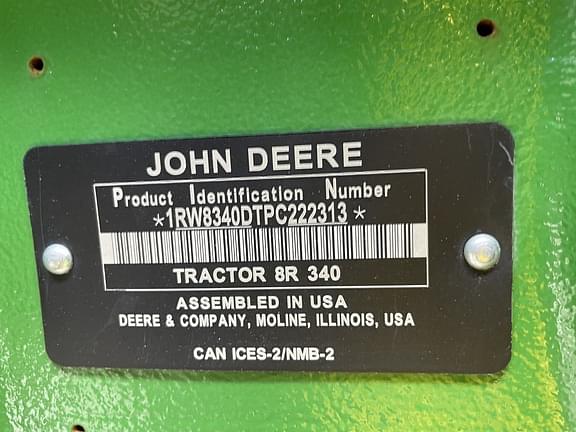 JOHN DEERE
Product Identification Number
*1RW8340DTPC222313*
TRACTOR 8R 340
ASSEMBLED IN USA
DEERE & COMPANY, MOLINE, ILLINOIS, USA
CAN ICES-2/NMB-2